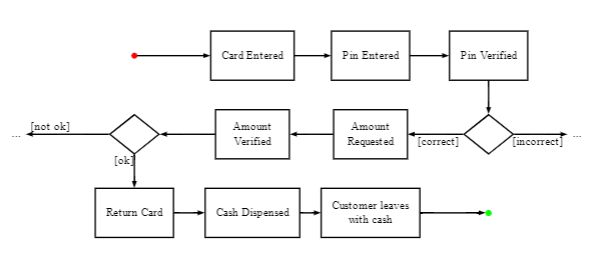 Card Entered
Pin Entered
Pin Verified
...
[not ok]
Amount
Verified
Amount
Requested
[correct]
[incorrect]
...
[ok]
Return Card
Cash Dispensed
Customer leaves
with cash